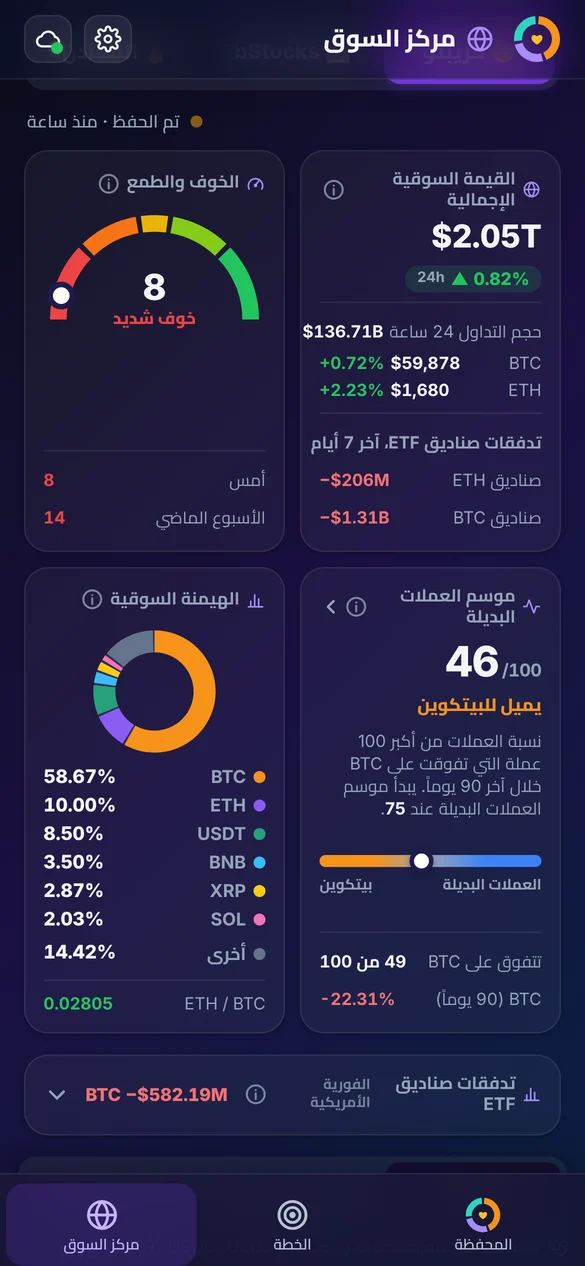 مركز السوق
bStocks
تم الحفظ · منذ ساعة
القيمة السوقية
الإجمالية
$2.05T
24h ▲ 0.82%
حجم التداول 24 ساعة $136.71B
BTC $59,878 +0.72%
ETH $1,680 +2.23%
تدفقات صناديق ETF، آخر 7 أيام
صناديق ETH −$206M
صناديق BTC −$1.31B
الخوف والطمع
8
خوف شديد
أمس 8
الأسبوع الماضي 14
موسم العملات
البديلة
46/100
يميل للبيتكوين
نسبة العملات من أكبر 100
عملة التي تفوقت على BTC
خلال آخر 90 يوماً. يبدأ موسم
العملات البديلة عند 75.
العملات البديلة بيتكوين
تتفوق على BTC 49 من 100
BTC (90 يوماً) -22.31%
الهيمنة السوقية
BTC 58.67%
ETH 10.00%
USDT 8.50%
BNB 3.50%
XRP 2.87%
SOL 2.03%
أخرى 14.42%
ETH / BTC 0.02805
تدفقات صناديق
ETF
الفورية
الأمريكية
BTC −$582.19M
المحفظة
الخطة
مركز السوق